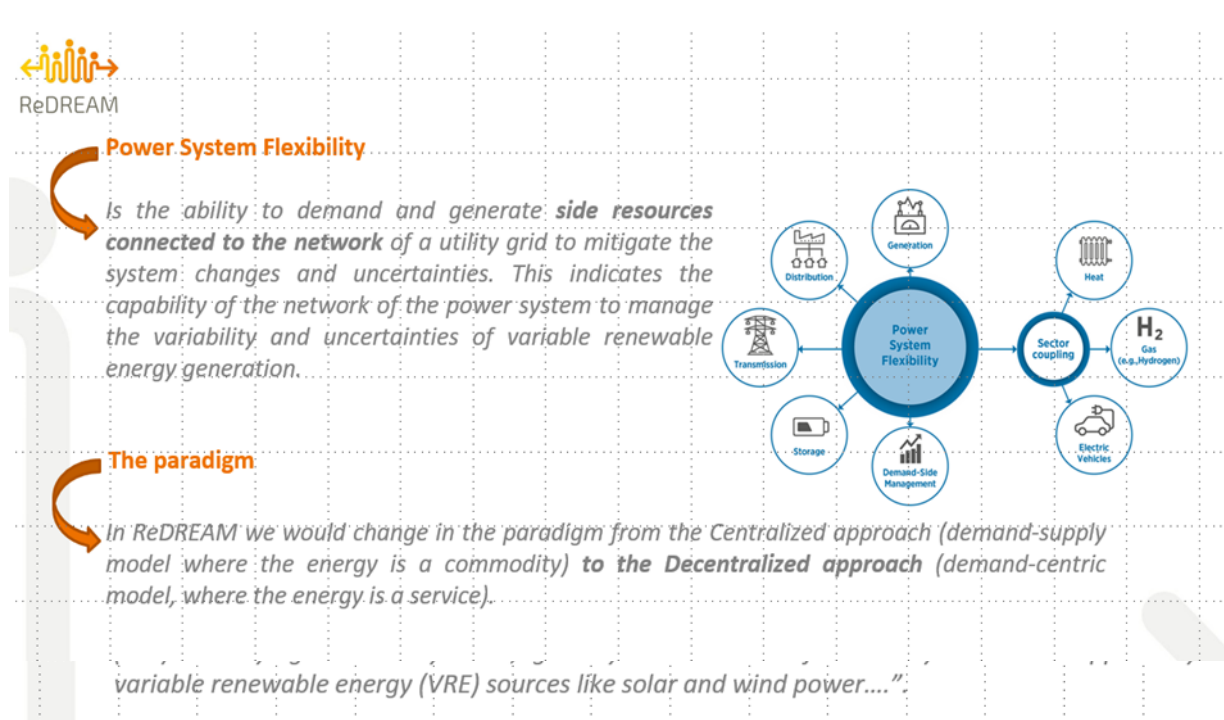 ReDREAM
Power System Flexibility
Is the ability to demand and generate side resources
connected to the network of a utility grid to mitigate the
system changes and uncertainties. This indicates the
capability of the network of the power system to manage
the variability and uncertainties of variable renewable
energy generation.
Generation
Distribution
Transmission
Storage
Demand-Side
Management
Power
System
Flexibility
Sector
coupling
Heat
H2
Gas
(e.g.,Hydrogen)
Electric
Vehicles
The paradigm
In ReDREAM we would change in the paradigm from the Centralized approach (demand-supply
model where the energy is a commodity) to the Decentralized approach (demand-centric
model, where the energy is a service).
variable renewable energy (VRE) sources like solar and wind power....".